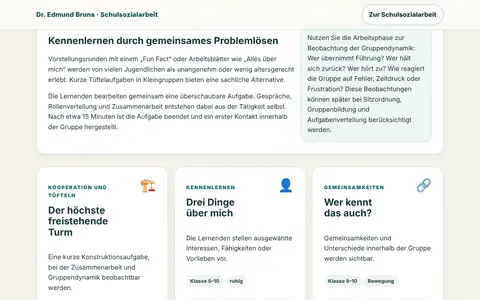 Dr. Edmund Bruns · Schulsozialarbeit
Zur Schulsozialarbeit
Kennenlernen durch gemeinsames Problemlösen
Vorstellungsrunden mit einem „Fun Fact" oder Arbeitsblätter wie „Alles über
mich" werden von vielen Jugendlichen als unangenehm oder wenig altersgerecht
erlebt. Kurze Tüftelaufgaben in Kleingruppen bieten eine sachliche Alternative.
Die Lernenden bearbeiten gemeinsam eine überschaubare Aufgabe. Gespräche,
Rollenverteilung und Zusammenarbeit entstehen dabei aus der Tätigkeit selbst.
Nach etwa 15 Minuten ist die Aufgabe beendet und ein erster Kontakt innerhalb
der Gruppe hergestellt.
Nutzen Sie die Arbeitsphase zur
Beobachtung der Gruppendynamik:
Wer übernimmt Führung? Wer hält
sich zurück? Wer hört zu? Wie reagiert
die Gruppe auf Fehler, Zeitdruck oder
Frustration? Diese Beobachtungen
können später bei Sitzordnung,
Gruppenbildung und
Aufgabenverteilung berücksichtigt
werden.
KOOPERATION UND
TÜFTELN
Der höchste
freistehende
Turm
Eine kurze Konstruktionsaufgabe,
bei der Zusammenarbeit und
Gruppendynamik beobachtbar
werden.
KENNENLERNEN
Drei Dinge
über mich
Die Lernenden stellen ausgewählte
Interessen, Fähigkeiten oder
Vorlieben vor.
Klasse 5–10 ruhig
GEMEINSAMKEITEN
Wer kennt
das auch?
Gemeinsamkeiten und
Unterschiede innerhalb der Gruppe
werden sichtbar.
Klasse 5–10 Bewegung